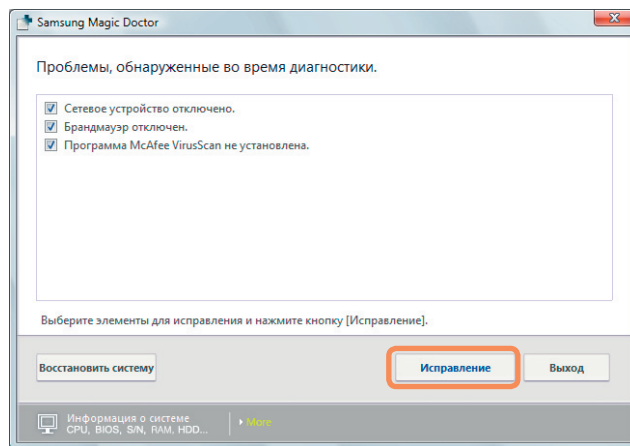 Samsung Magic Doctor
Проблемы, обнаруженные во время диагностики.
Сетевое устройство отключено.
Брандмауэр отключен.
Программа McAfee VirusScan не установлена.
Выберите элементы для исправления и нажмите кнопку [Исправление].
Восстановить систему
Исправление
Выход
Информация о системе
CPU, BIOS, S/N, RAM, HDD...
More